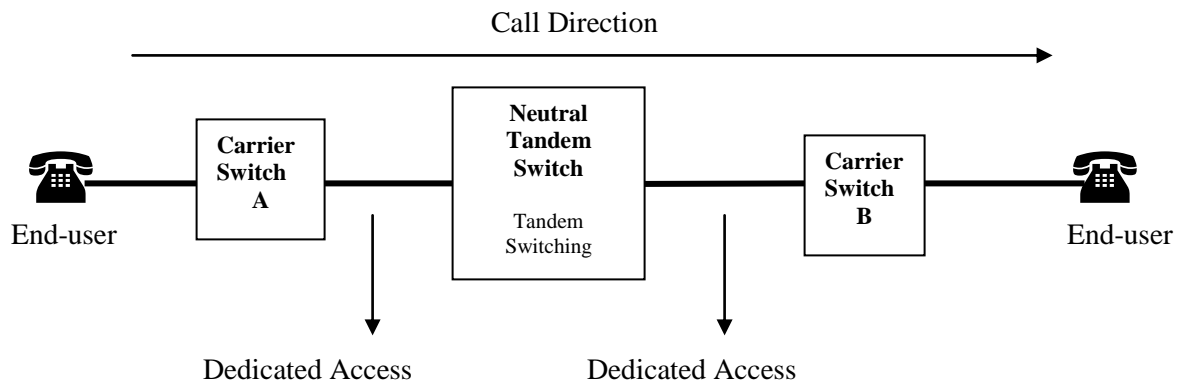 Call Direction
Neutral
Tandem
Switch
Tandem
Switching
Carrier
Switch
A
Carrier
Switch
B
End-user
End-user
Dedicated Access
Dedicated Access